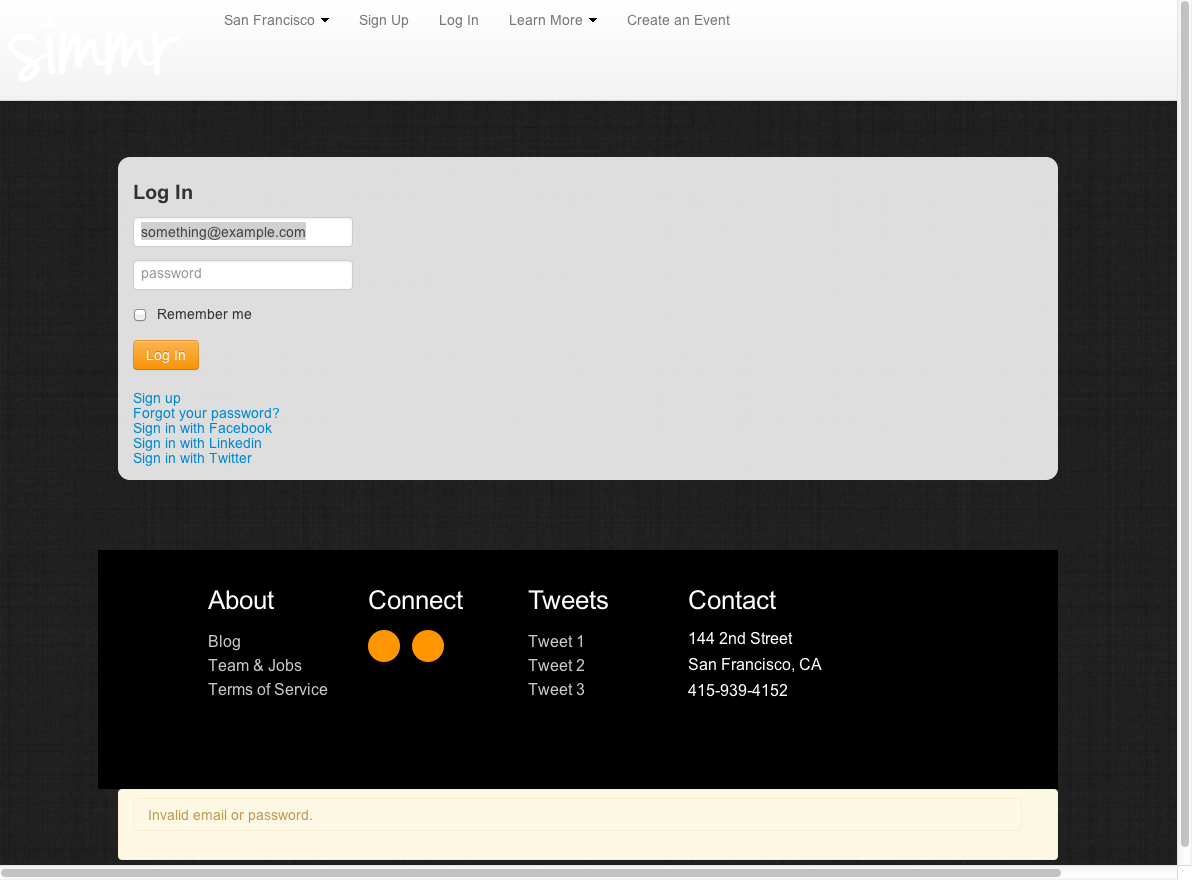 simmr
San Francisco
Sign Up
Log In
Learn More
Create an Event
Log In
something@example.com
password
Remember me
Log In
Sign up
Forgot your password?
Sign in with Facebook
Sign in with Linkedin
Sign in with Twitter
About
Blog
Team & Jobs
Terms of Service
Connect
Tweets
Tweet 1
Tweet 2
Tweet 3
Contact
144 2nd Street
San Francisco, CA
415-939-4152
Invalid email or password.